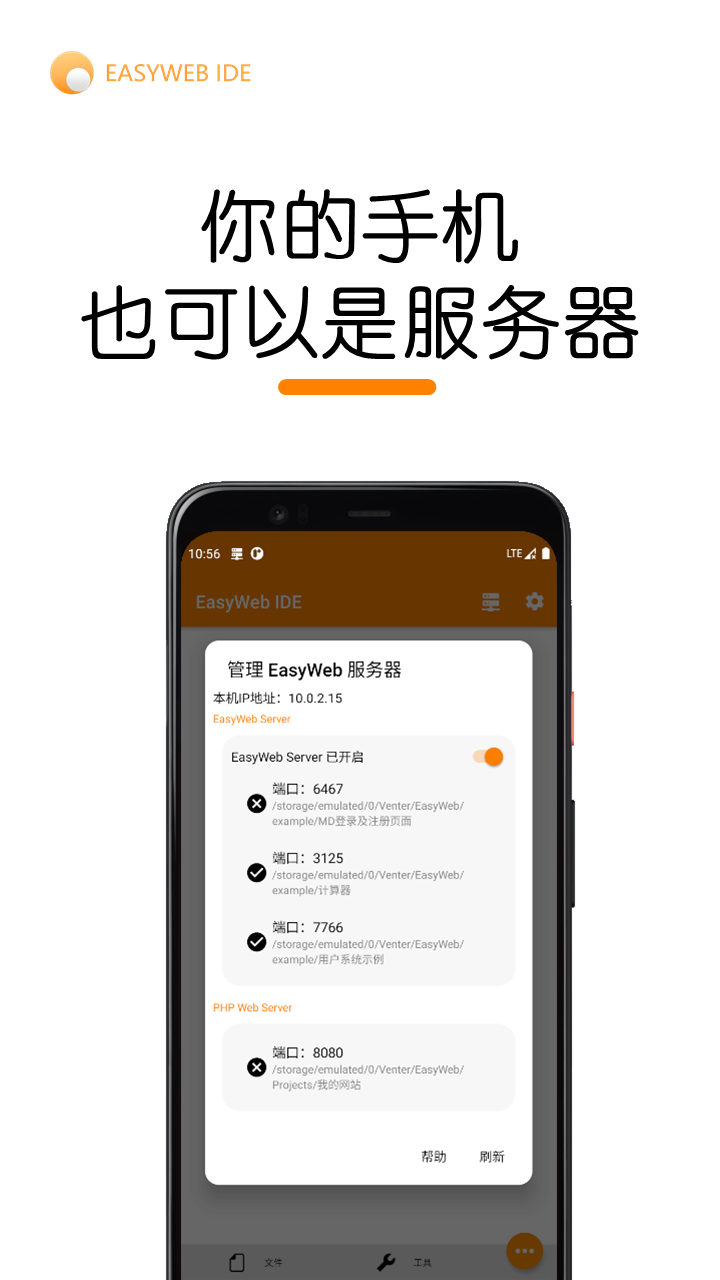 EASYWEB IDE
你的手机
也可以是服务器
10:56
LTE
EasyWeb IDE
管理 EasyWeb 服务器
本机IP地址：10.0.2.15
EasyWeb Server
EasyWeb Server 已开启
端口：6467
/storage/emulated/0/Venter/EasyWeb/
example/MD登录及注册页面
端口：3125
/storage/emulated/0/Venter/EasyWeb/
example/计算器
端口：7766
/storage/emulated/0/Venter/EasyWeb/
example/用户系统示例
PHP Web Server
端口：8080
/storage/emulated/0/Venter/EasyWeb/
Projects/我的网站
帮助 刷新
文件 工具